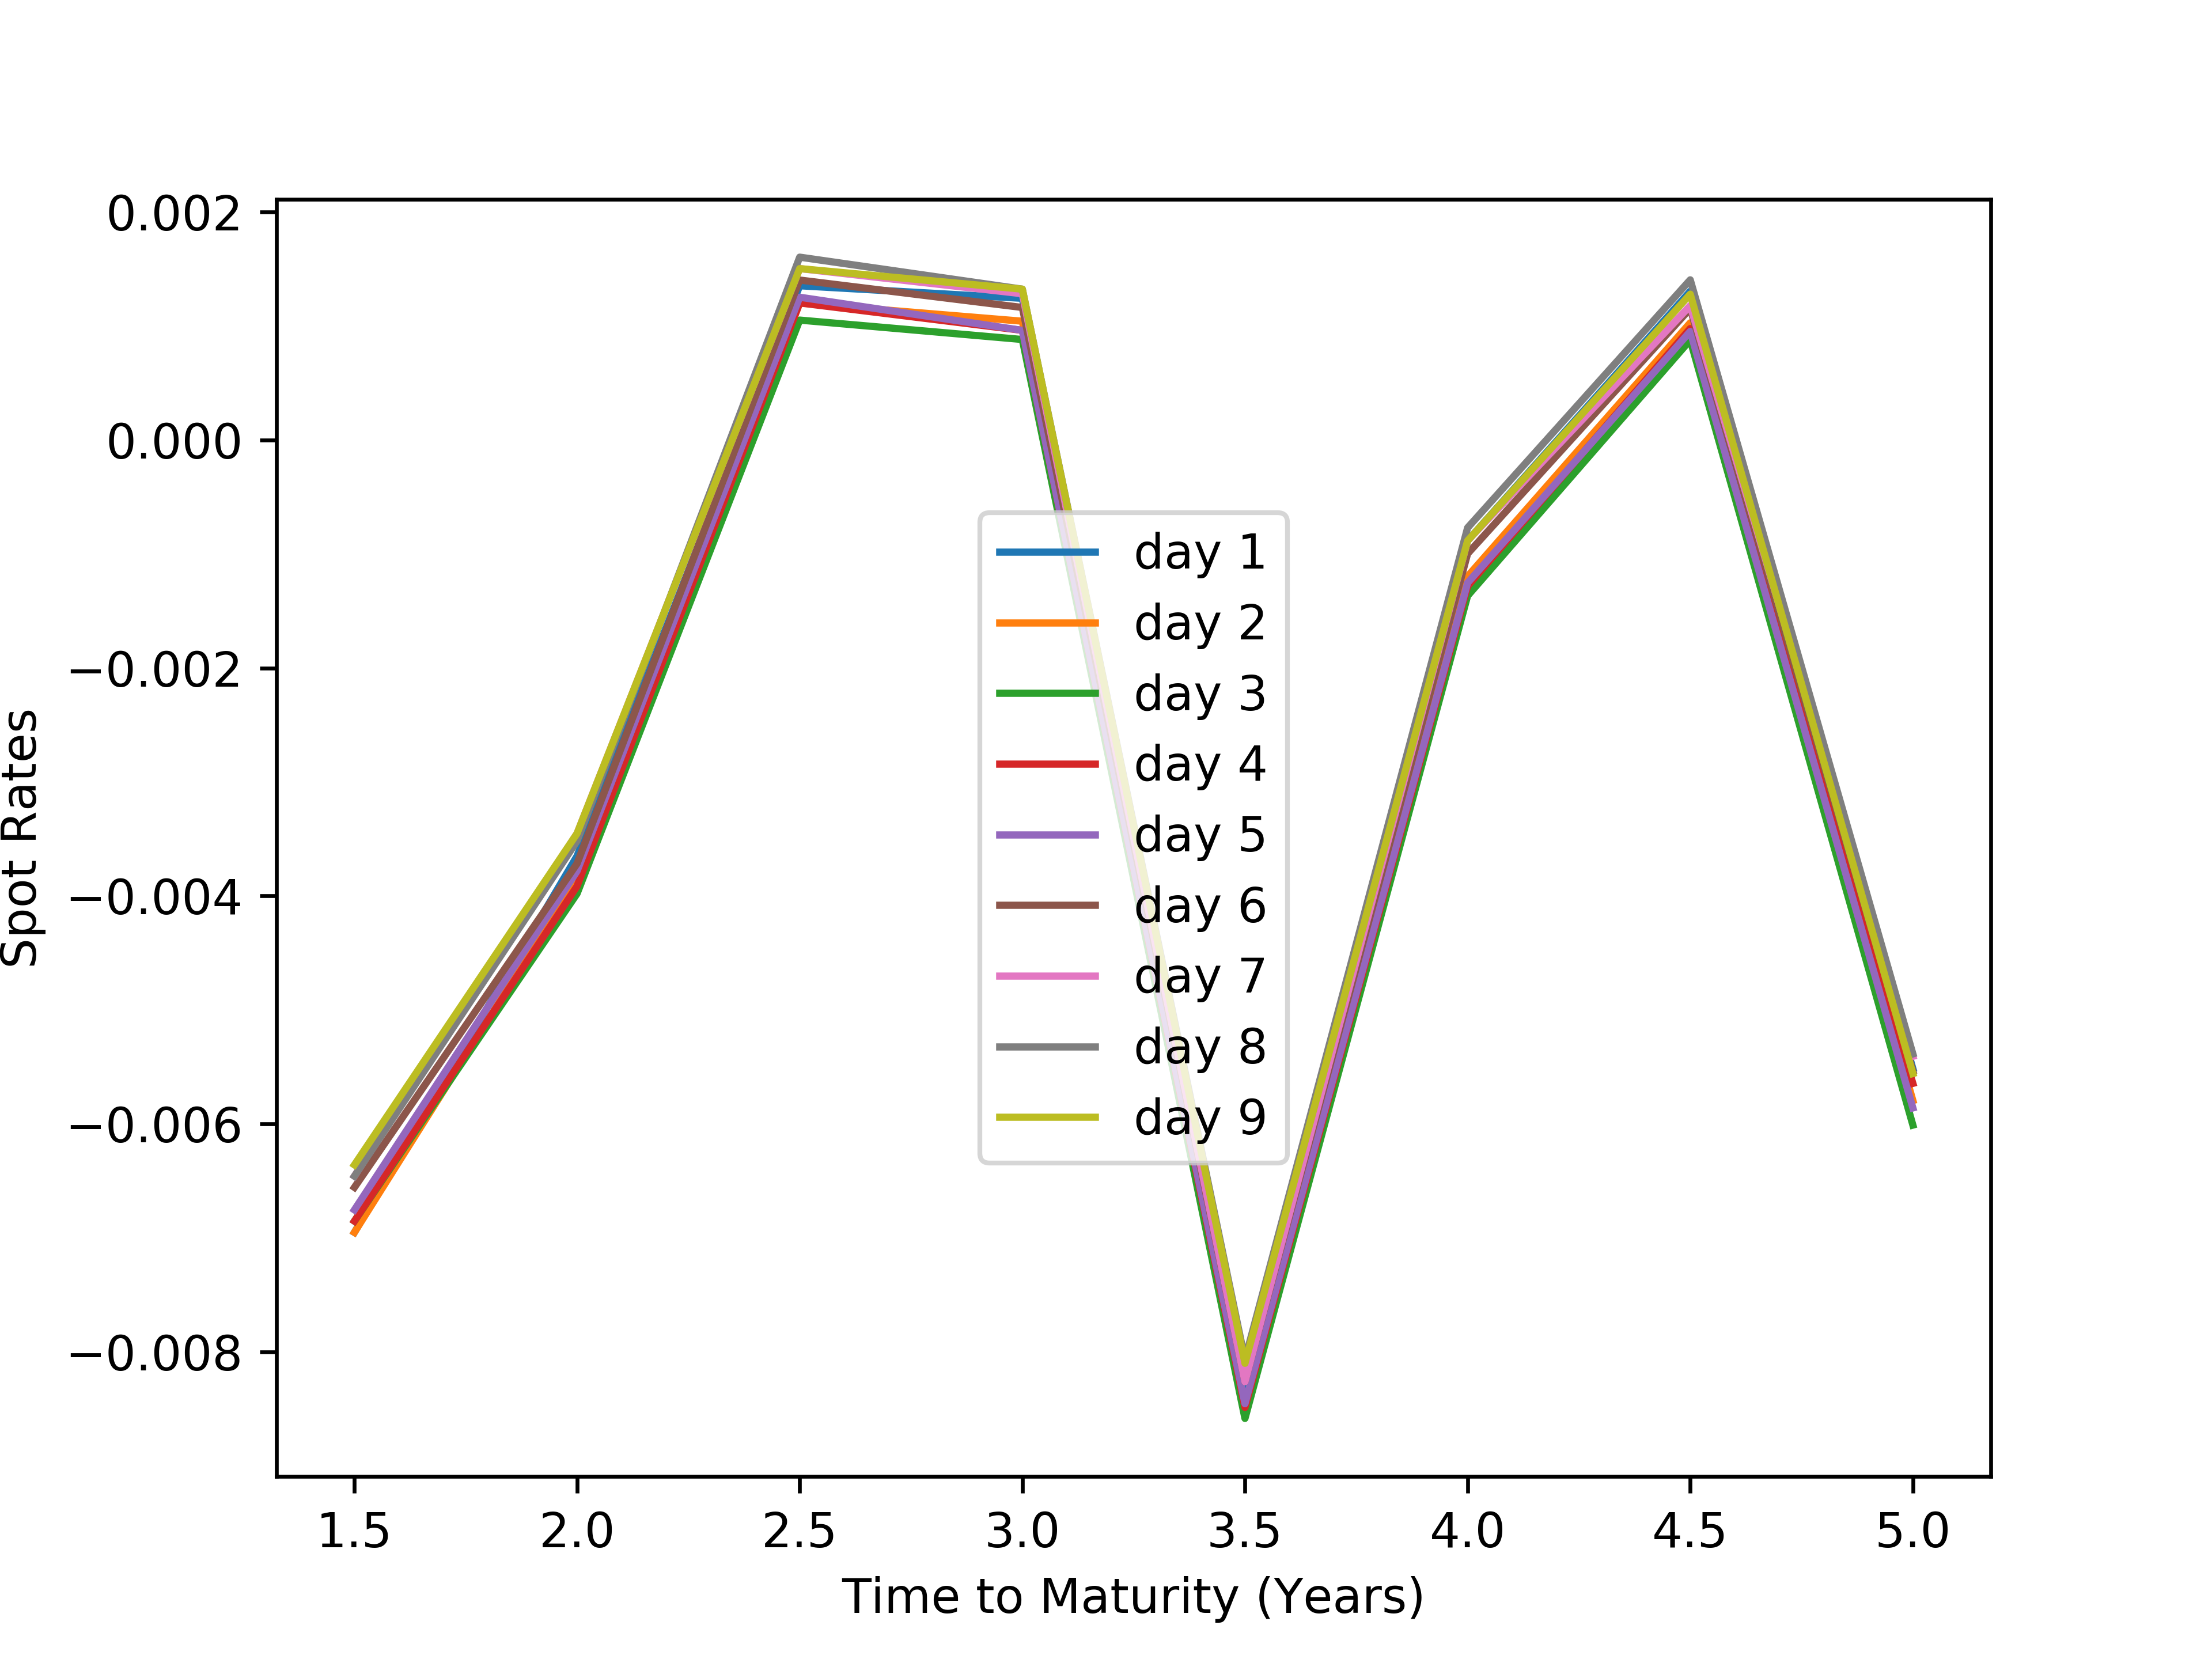 0.002
0.000
−0.002
−0.004
−0.006
−0.008
Spot Rates
day 1
day 2
day 3
day 4
day 5
day 6
day 7
day 8
day 9
1.5 2.0 2.5 3.0 3.5 4.0 4.5 5.0
Time to Maturity (Years)